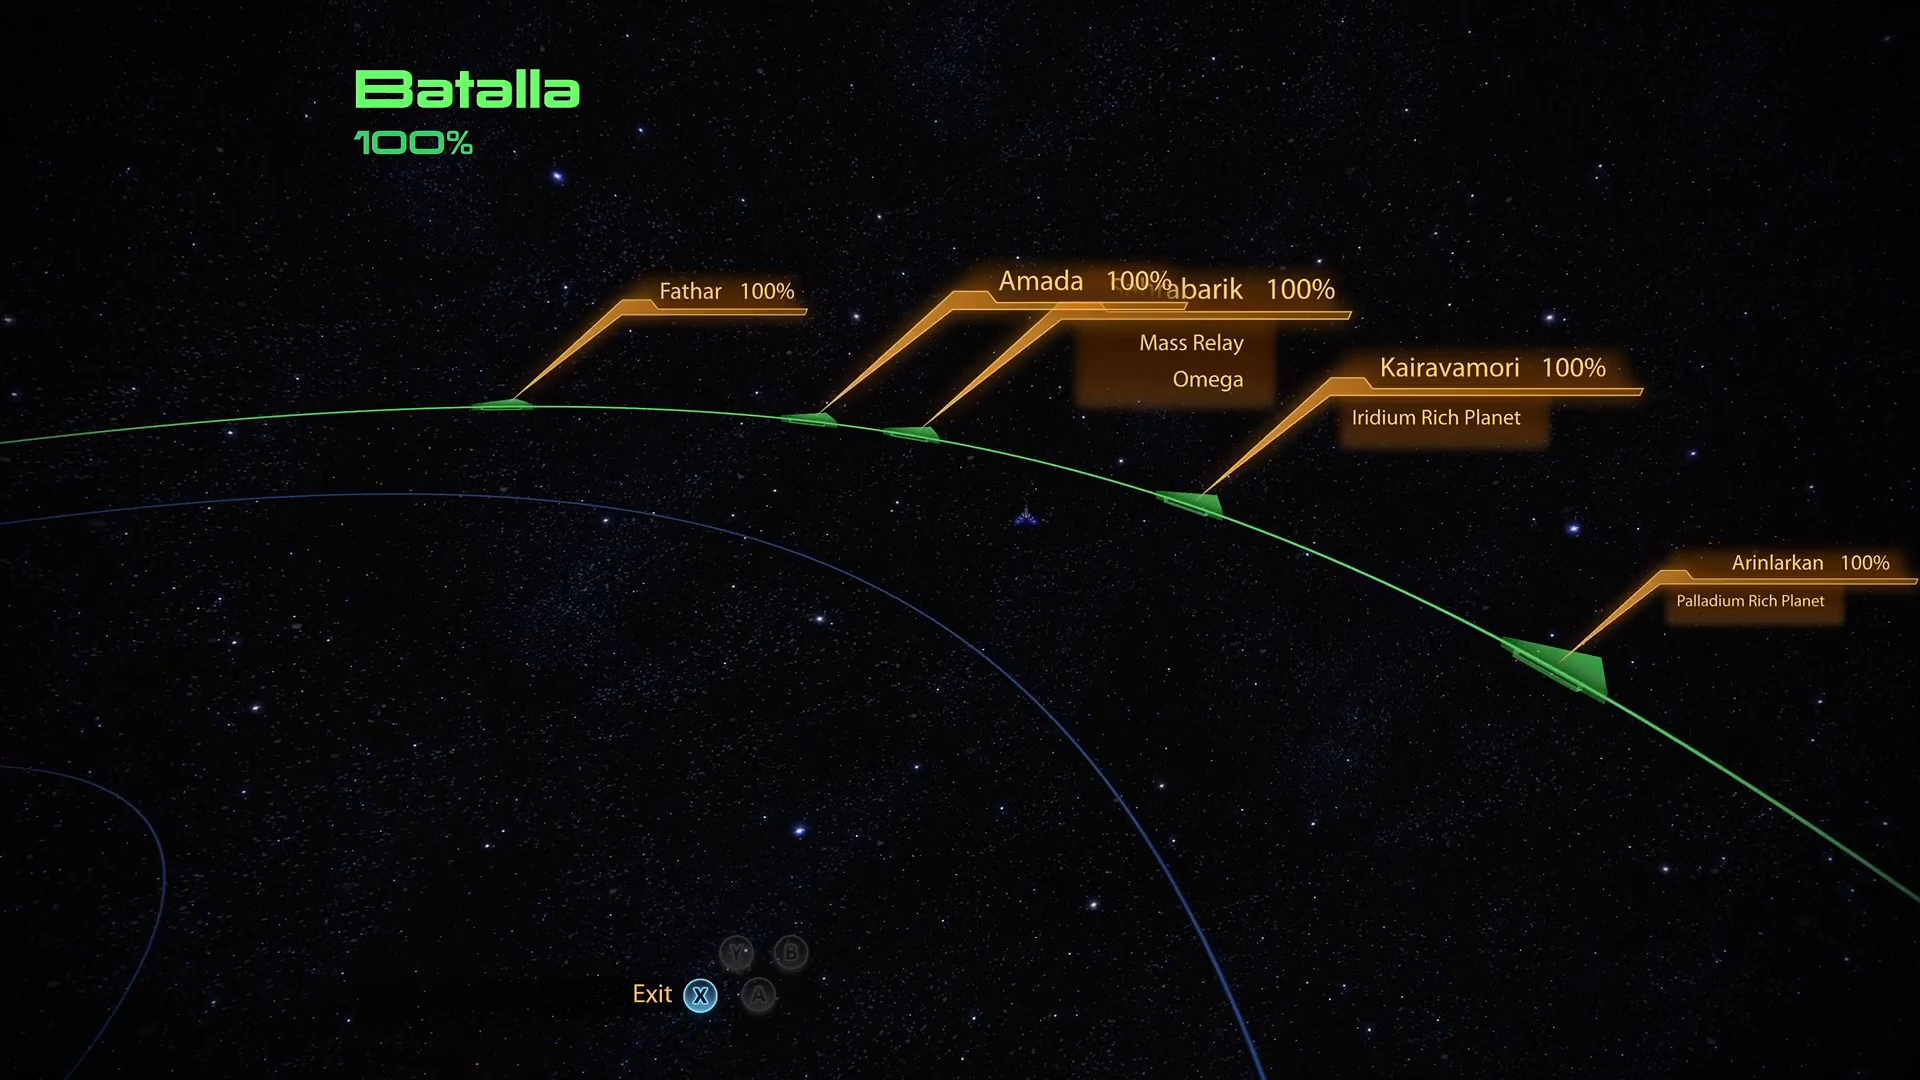 Batalla
100%
Fathar 100%
Amada 100%
abarik 100%
Mass Relay
Omega
Kairavamori 100%
Iridium Rich Planet
Arinlarkan 100%
Palladium Rich Planet
Y B
Exit X A